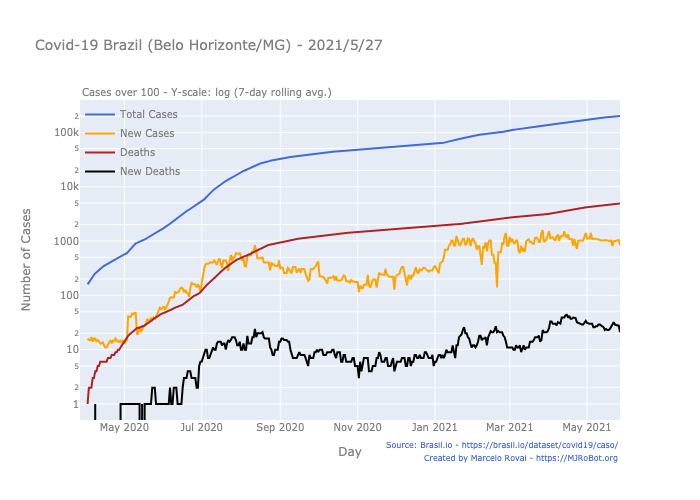 Covid-19 Brazil (Belo Horizonte/MG) - 2021/5/27
Cases over 100 - Y-scale: log (7-day rolling avg.)
Total Cases
New Cases
Deaths
New Deaths
Number of Cases
2
100k
5
2
10k
5
2
1000
5
2
100
5
2
10
5
2
1
May 2020
Jul 2020
Sep 2020
Nov 2020
Jan 2021
Mar 2021
May 2021
Day
Source: Brasil.io - https://brasil.io/dataset/covid19/caso/
Created by Marcelo Rovai - https://MJRoBot.org